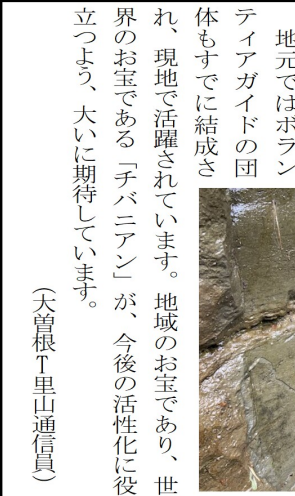 地元ではボラン
ティアガイドの団
体もすでに結成さ
れ、現地で活躍されています。地域のお宝であり、世
界のお宝である「チバニアン」が、今後の活性化に役
立つよう、大いに期待しています。
（大曽根T里山通信員）